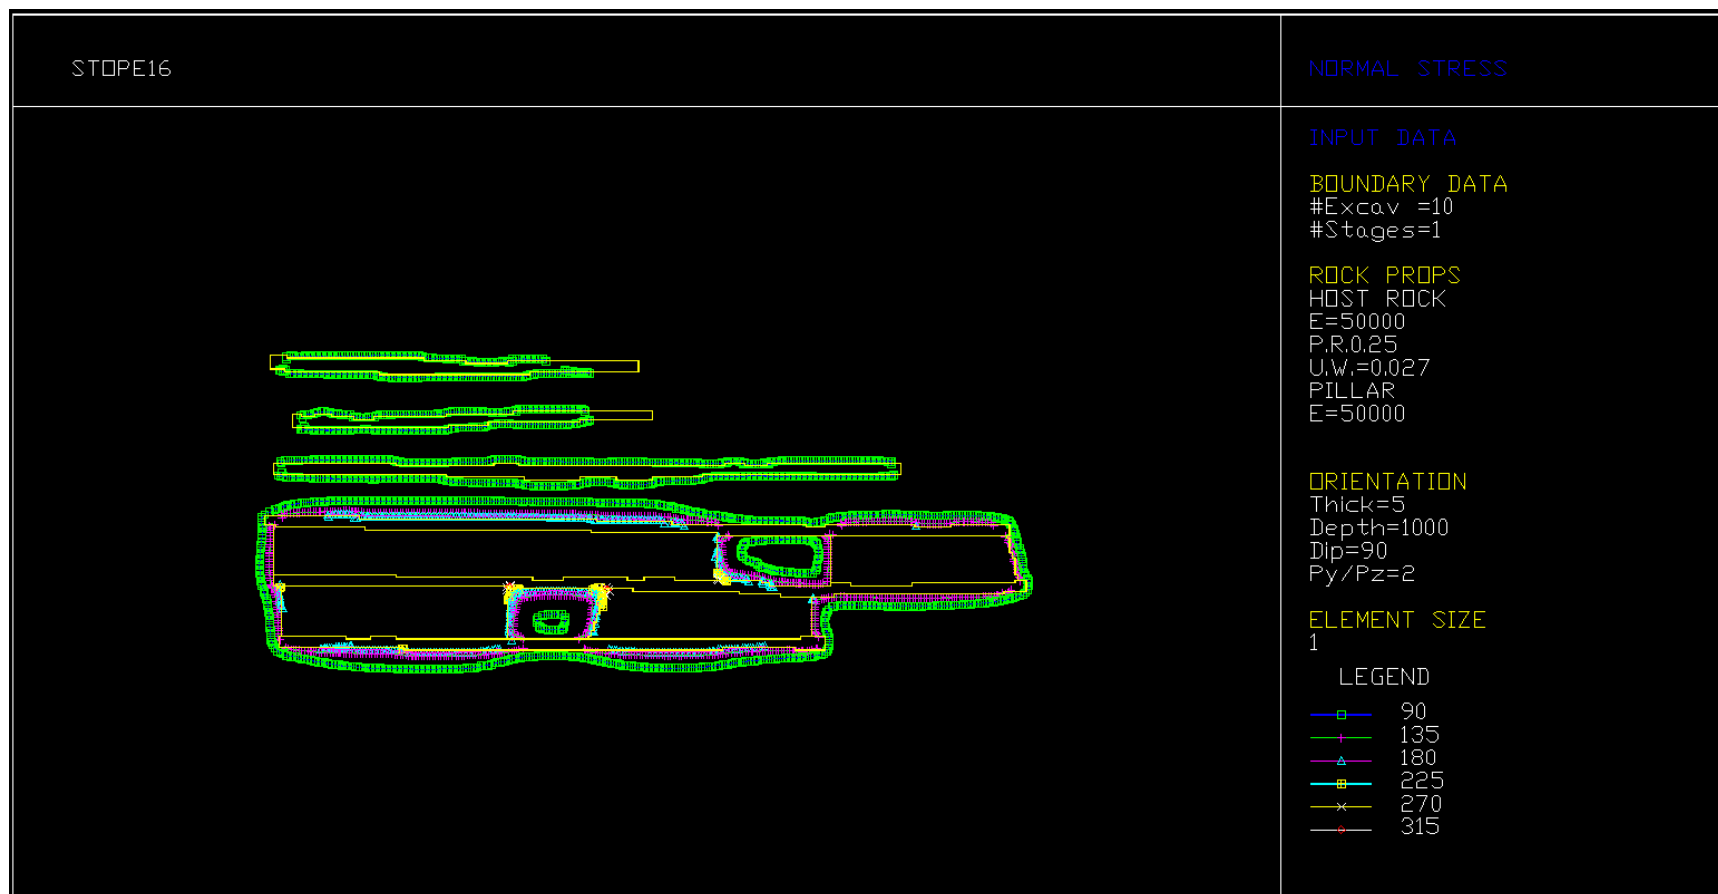 STOPE16
NORMAL STRESS
INPUT DATA
BOUNDARY DATA
#Excav =10
#Stages=1
ROCK PROPS
HOST ROCK
E=50000
P.R.0.25
U.W.=0.027
PILLAR
E=50000
ORIENTATION
Thick=5
Depth=1000
Dip=90
Py/Pz=2
ELEMENT SIZE
1
LEGEND
90
135
180
225
270
315